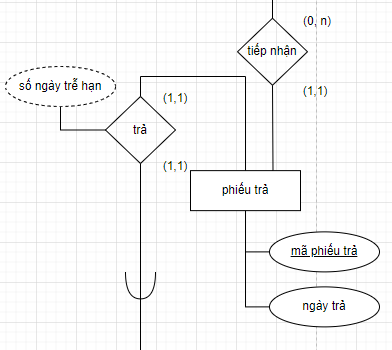 (0, n)
tiếp nhận
số ngày trễ hạn
(1,1)
(1,1)
trả
(1,1)
phiếu trả
mã phiếu trả
ngày trả